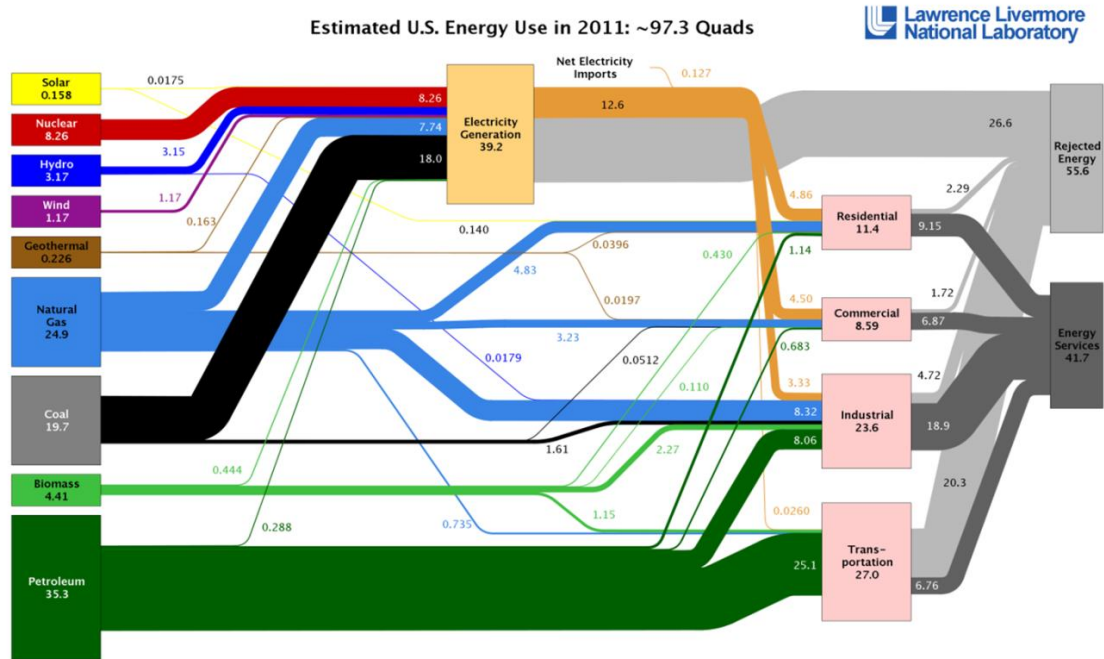 Estimated U.S. Energy Use in 2011: ~97.3 Quads
Lawrence Livermore
National Laboratory
Net Electricity
Imports
0.127
Solar
0.158
0.0175
Nuclear
8.26
8.26
Electricity
Generation
39.2
12.6
26.6
Rejected
Energy
55.6
7.74
Hydro
3.17
3.15
18.0
Wind
1.17
1.17
4.86
2.29
Residential
11.4
9.15
Geothermal
0.226
0.163
0.140
0.0396
0.430
1.14
4.83
Natural
Gas
24.9
0.0197
4.50
1.72
Commercial
8.59
6.87
Energy
Services
41.7
3.23
0.683
0.0179
0.0512
3.33
4.72
Coal
19.7
0.110
8.32
Industrial
23.6
18.9
1.61
2.27
8.06
0.444
Biomass
4.41
20.3
1.15
0.0260
0.288
0.735
Petroleum
35.3
25.1
Trans-
portation
27.0
6.76